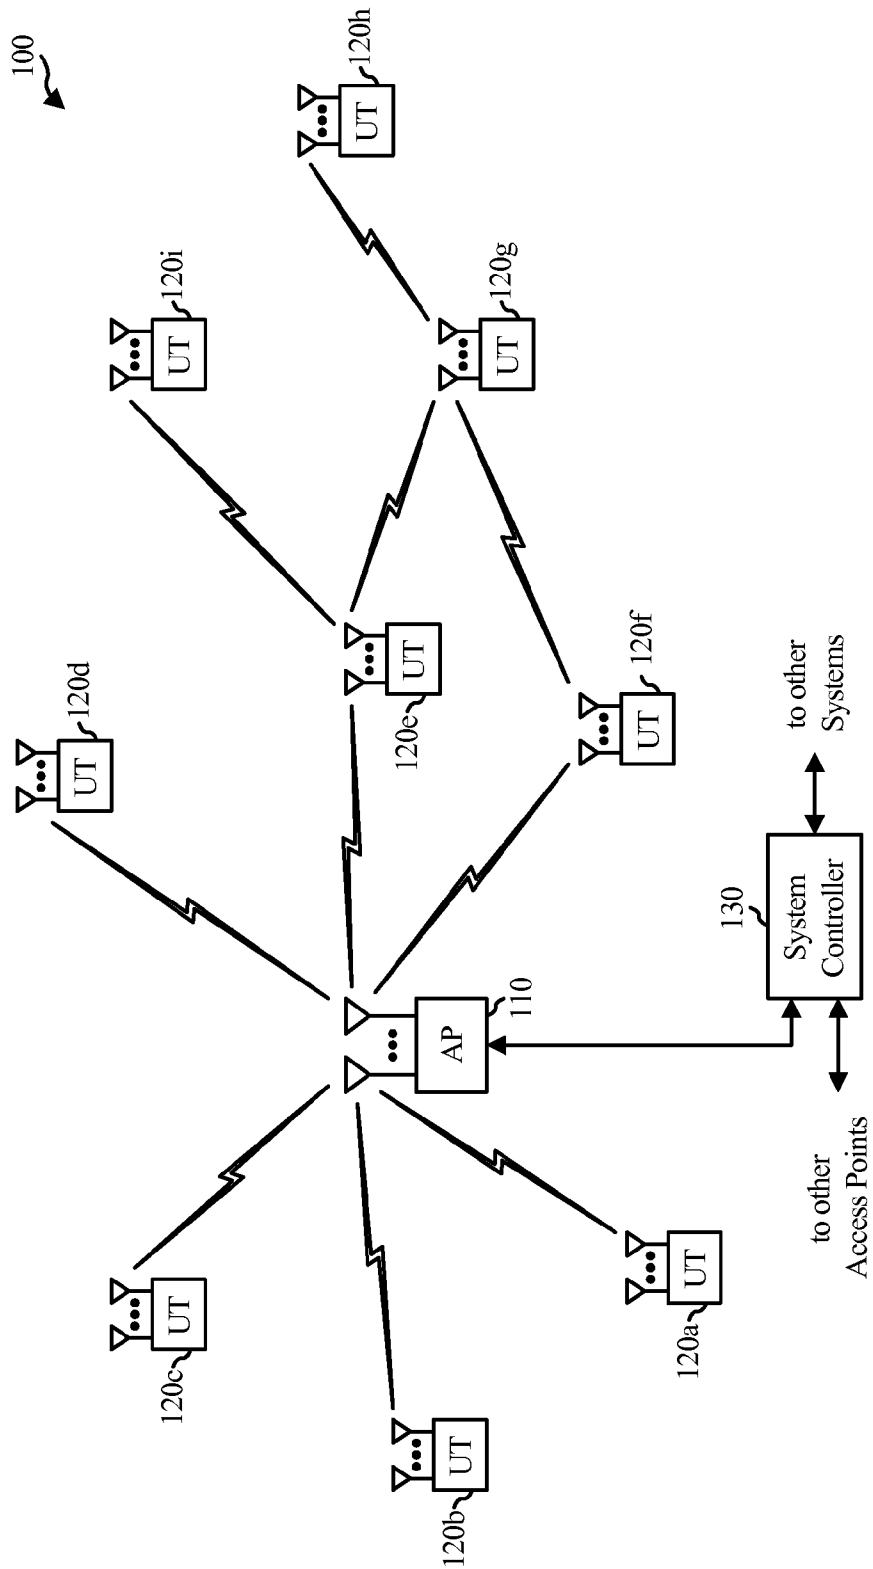 100
UT 120d
120c UT
UT 120i
UT 120h
120e UT
120b UT
AP 110
UT 120g
UT 120f
120a UT
130
System
Controller
to other
Systems
to other
Access Points